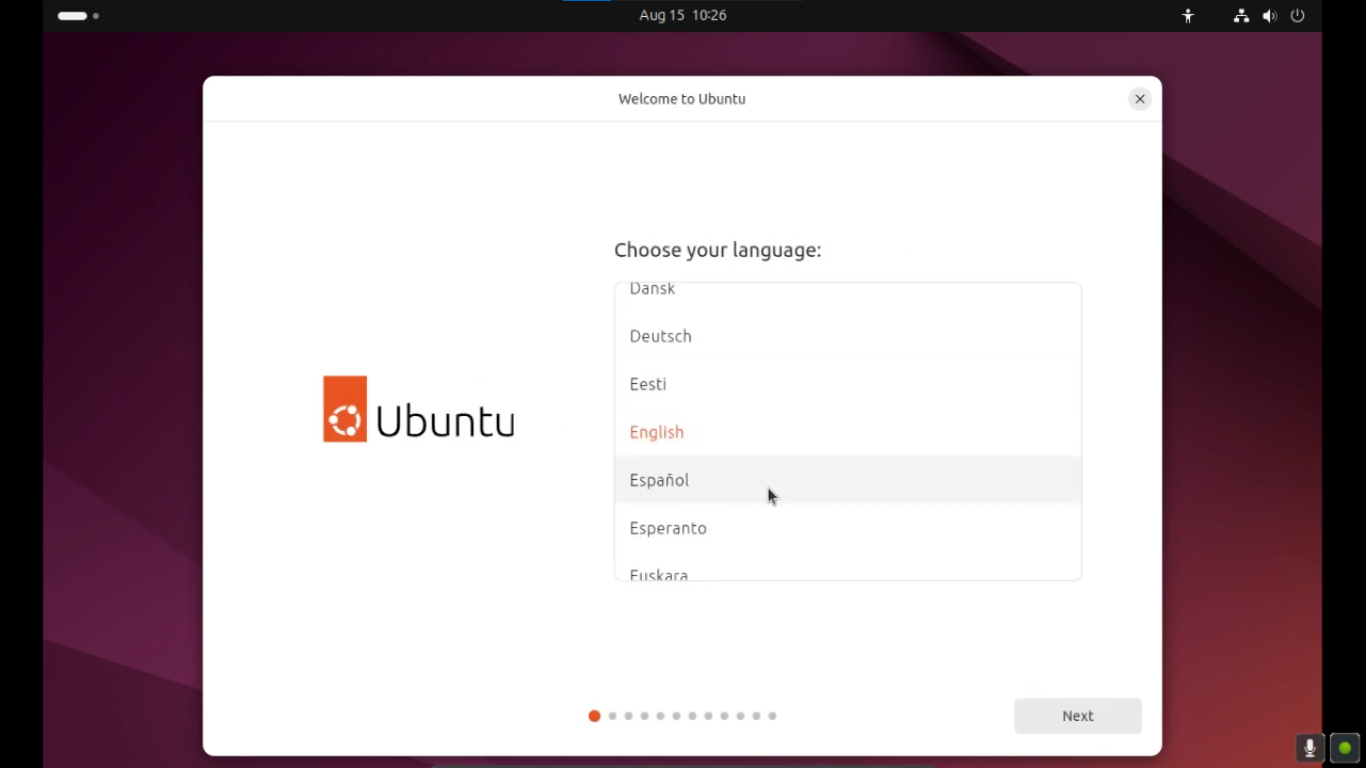 Aug 15 10:26
Welcome to Ubuntu
Choose your language:
Dansk
Deutsch
Eesti
English
Español
Esperanto
Euskara
Ubuntu
Next